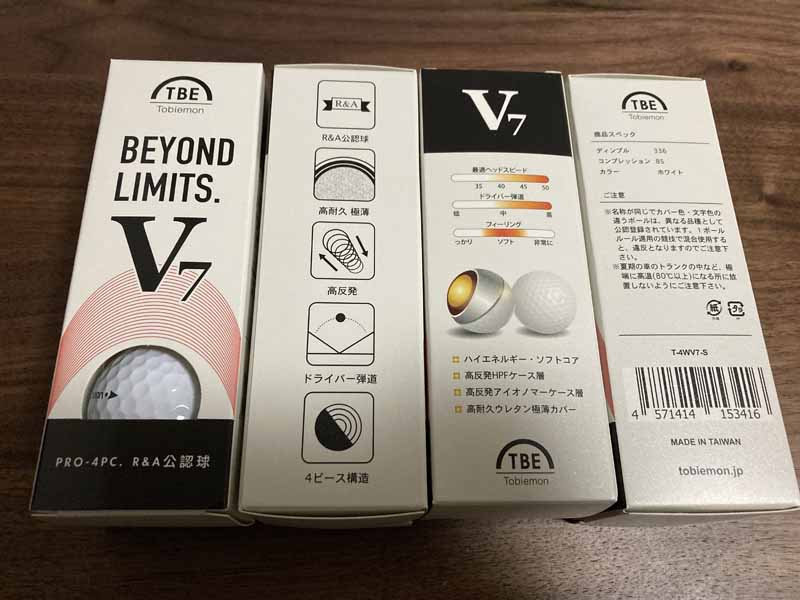 TBE
Tobiemon
BEYOND
LIMITS.
V7
PRO-4PC. R&A公認球
R&A
R&A公認球
高耐久 極薄
高反発
ドライバー弾道
4ピース構造
V7
最適ヘッドスピード
35 40 45 50
ドライバー弾道
低 中 高
フィーリング
しっかり ソフト 非常に
ハイエネルギー・ソフトコア
高反発HPFケース層
高反発アイオノマーケース層
高耐久ウレタン極薄カバー
TBE
Tobiemon
TBE
Tobiemon
商品スペック
ディンプル 336
コンプレッション 85
カラー ホワイト
ご注意
※名称が同じでカバー色・文字色の
違うボールは、異なる品種として
公認登録されています。1ボール
ルール適用の競技で混合使用する
と、違反となりますのでご注意下
さい。
※夏期の車のトランクの中など、極
端に高温(80℃以上)になる所に放
置しないようにご注意下さい。
紙
T-4WV7-S
4 571414 153416
MADE IN TAIWAN
tobiemon.jp